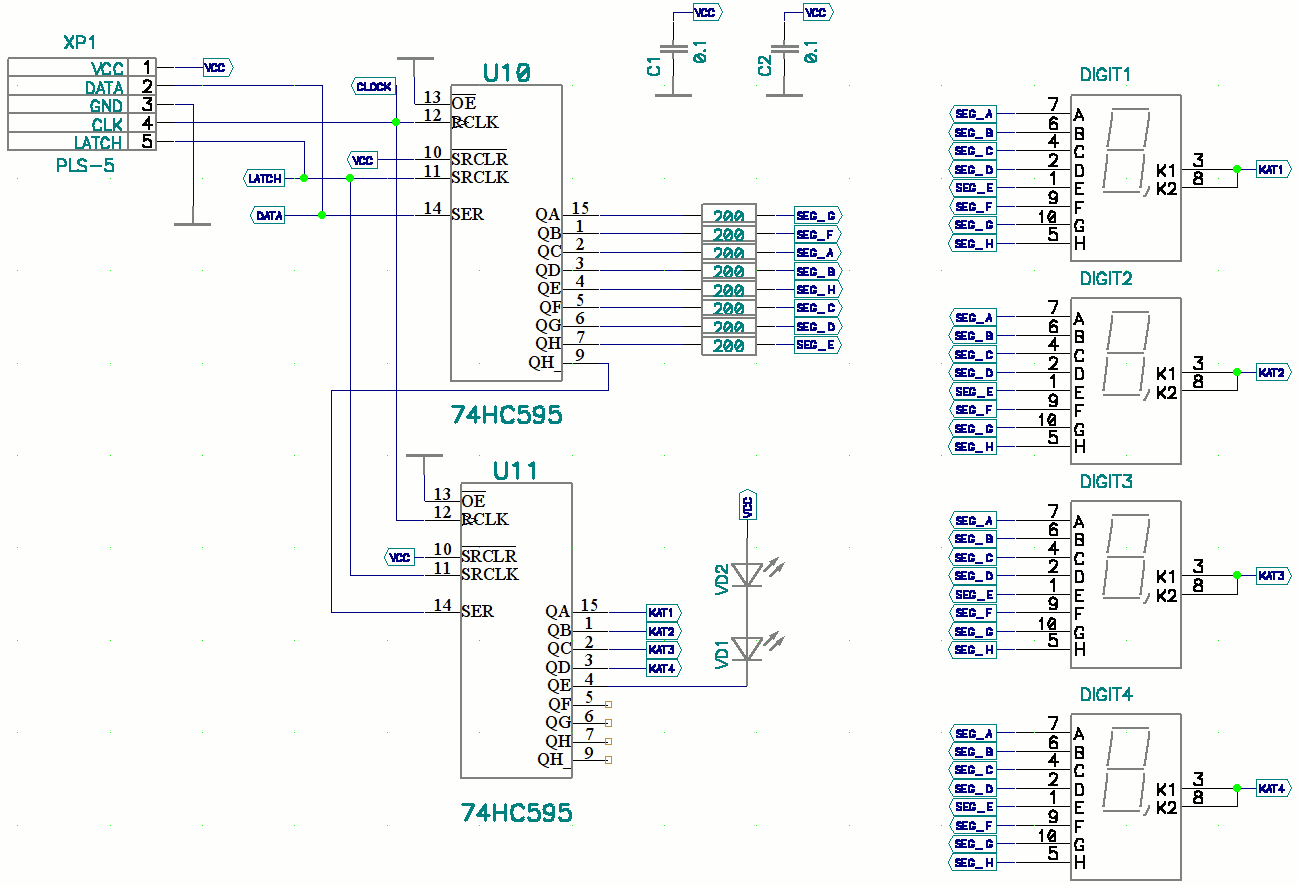 XP1
VCC 1 VCC
DATA 2
GND 3
CLK 4
LATCH 5
PLS-5
CLOCK
VCC
LATCH
DATA
VCC
C1
0.1
VCC
C2
0.1
U10
13 OE
12 RCLK
10 SRCLR
11 SRCLK
14 SER
QA 15 200 SEG_G
QB 1 200 SEG_F
QC 2 200 SEG_A
QD 3 200 SEG_B
QE 4 200 SEG_H
QF 5 200 SEG_C
QG 6 200 SEG_D
QH 7 200 SEG_E
QH_ 9
74HC595
U11
13 OE
12 RCLK
VCC 10 SRCLR
11 SRCLK
14 SER
QA 15 KAT1
QB 1 KAT2
QC 2 KAT3
QD 3 KAT4
QE 4
QF 5
QG 6
QH 7
QH_ 9
74HC595
VCC
VD2
VD1
DIGIT1
SEG_A 7 A
SEG_B 6 B
SEG_C 4 C
SEG_D 2 D K1 3 KAT1
SEG_E 1 E K2 8
SEG_F 9 F
SEG_G 10 G
SEG_H 5 H
DIGIT2
SEG_A 7 A
SEG_B 6 B
SEG_C 4 C
SEG_D 2 D K1 3 KAT2
SEG_E 1 E K2 8
SEG_F 9 F
SEG_G 10 G
SEG_H 5 H
DIGIT3
SEG_A 7 A
SEG_B 6 B
SEG_C 4 C
SEG_D 2 D K1 3 KAT3
SEG_E 1 E K2 8
SEG_F 9 F
SEG_G 10 G
SEG_H 5 H
DIGIT4
SEG_A 7 A
SEG_B 6 B
SEG_C 4 C
SEG_D 2 D K1 3 KAT4
SEG_E 1 E K2 8
SEG_F 9 F
SEG_G 10 G
SEG_H 5 H